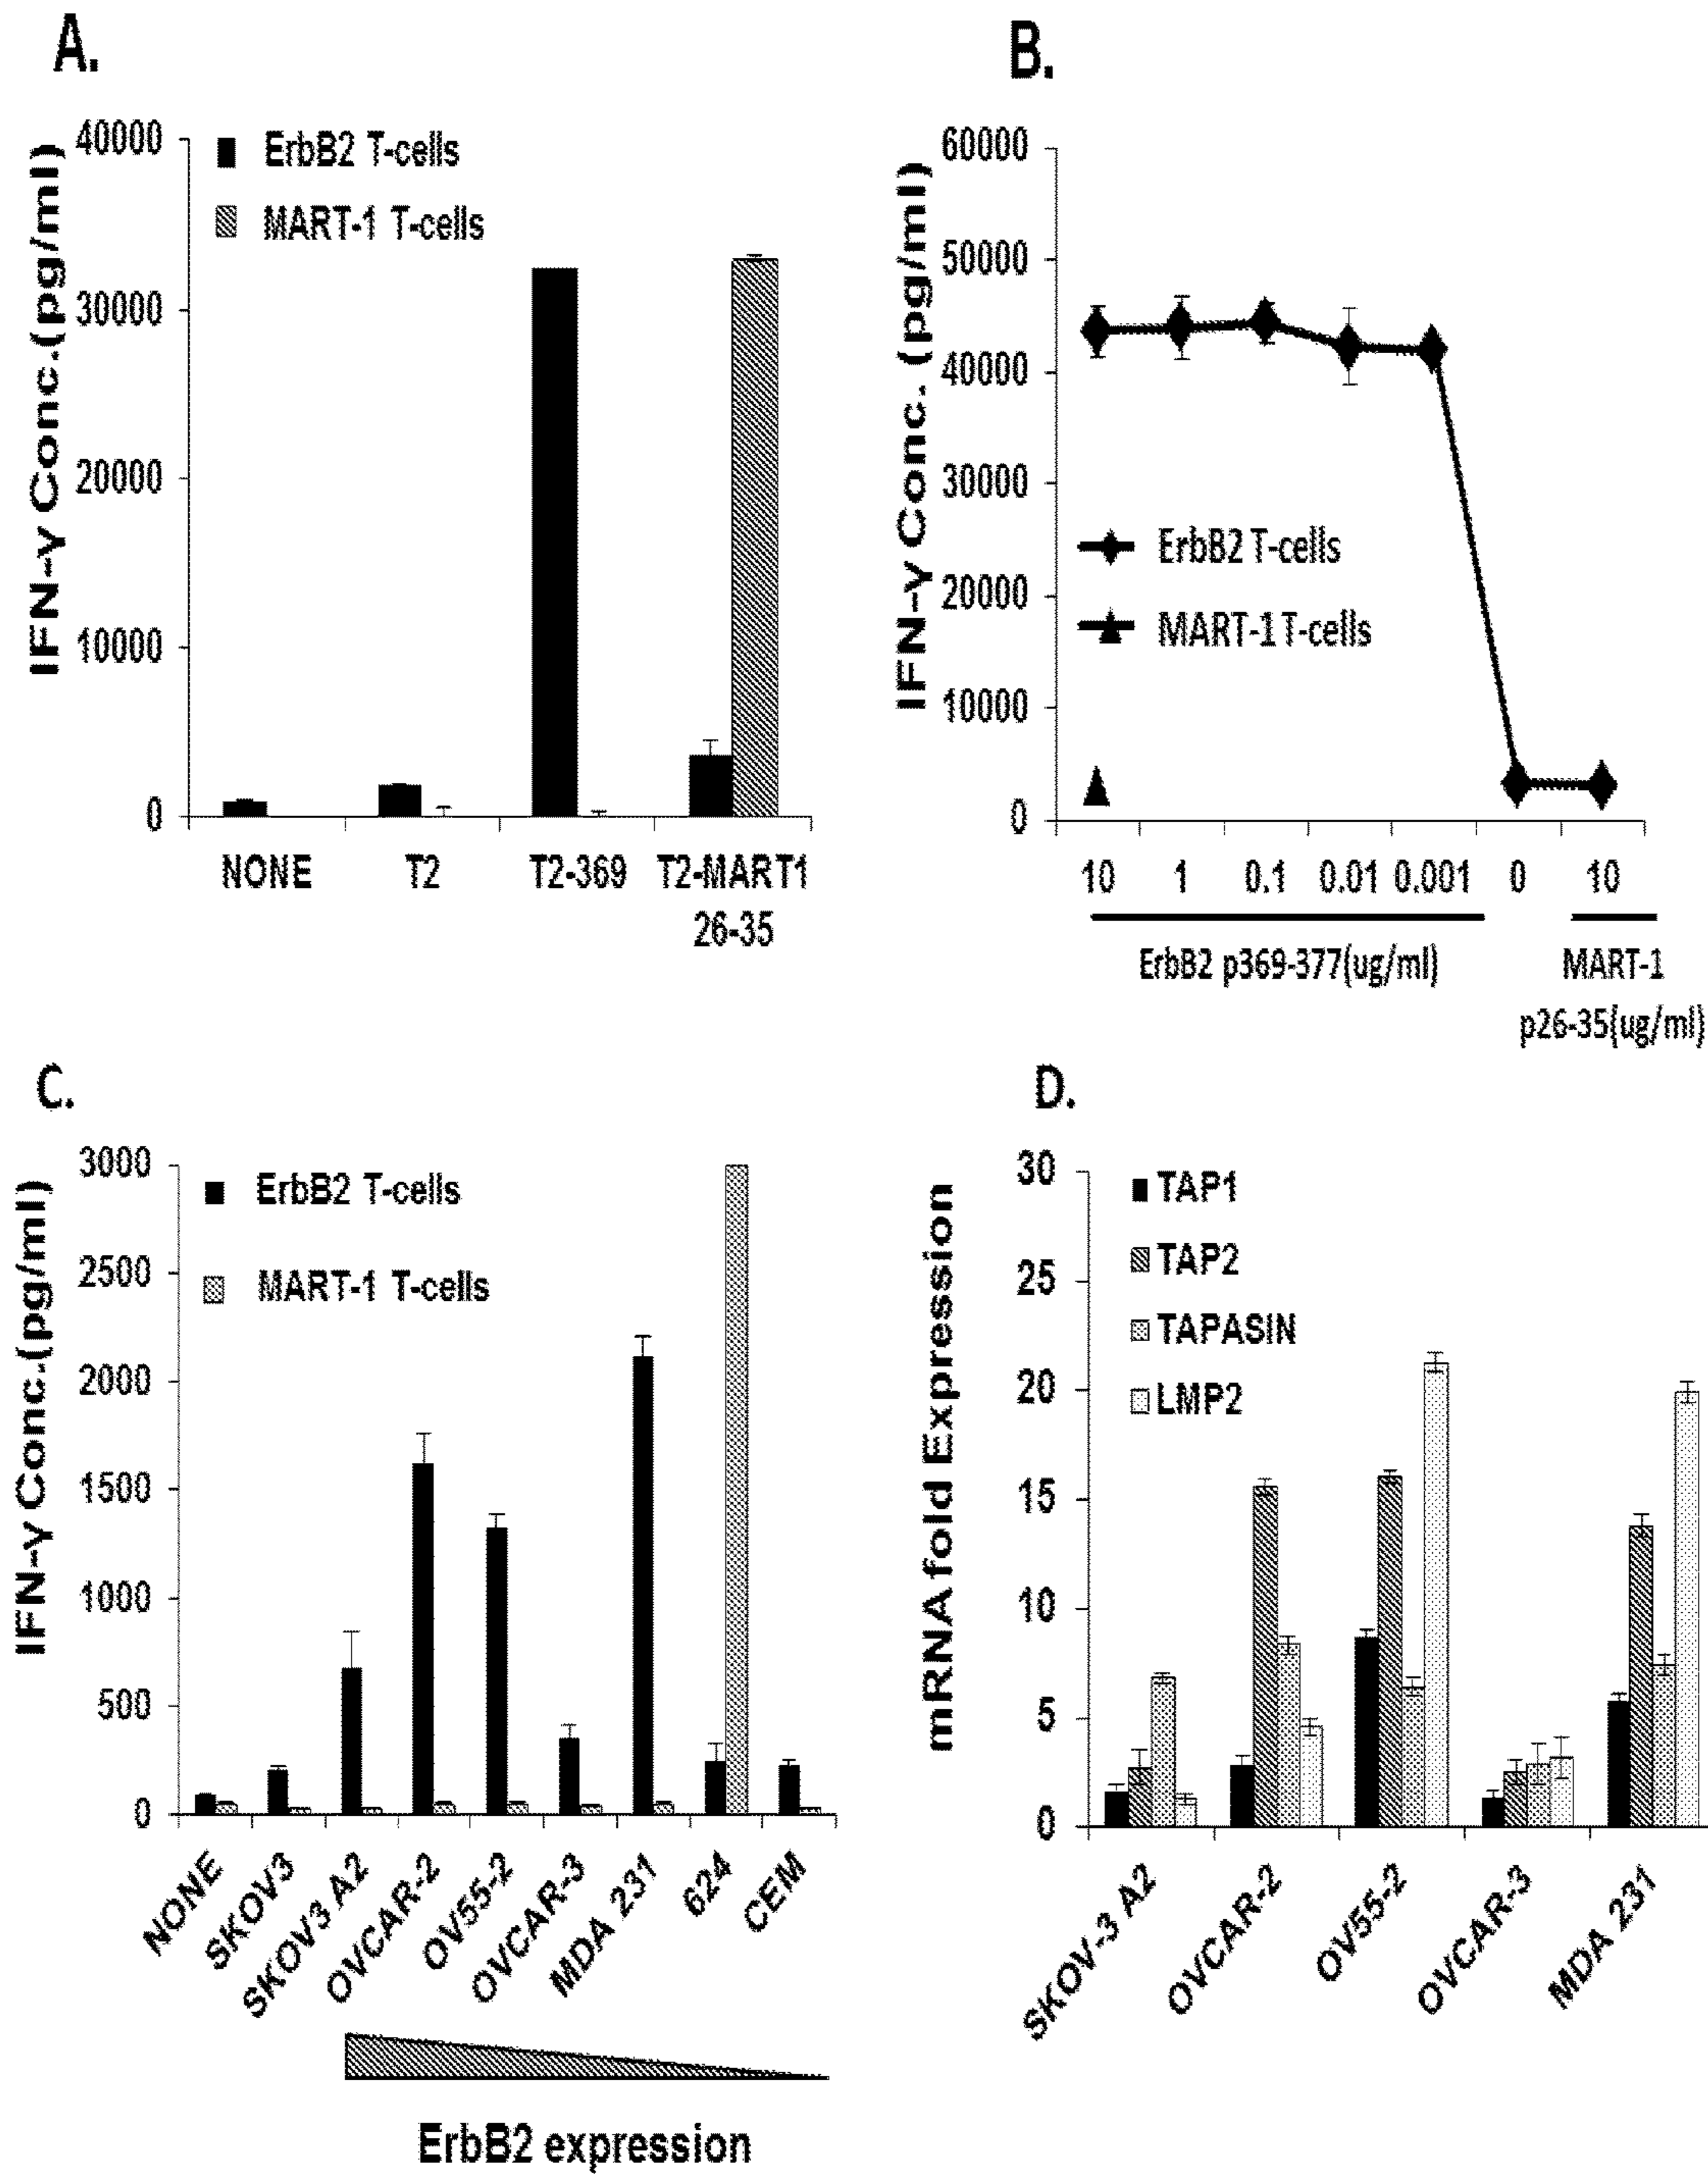 A.
IFN-γ Conc.(pg/ml)
40000
30000
20000
10000
0
ErbB2 T-cells
MART-1 T-cells
NONE
T2
T2-369
T2-MART1
26-35
B.
IFN-γ Conc. (pg/ml)
60000
50000
40000
30000
20000
10000
0
ErbB2 T-cells
MART-1 T-cells
10 1 0.1 0.01 0.001 0 10
ErbB2 p369-377(ug/ml)
MART-1
p26-35(ug/ml)
C.
IFN-γ Conc.(pg/ml)
3000
2500
2000
1500
1000
500
0
ErbB2 T-cells
MART-1 T-cells
NONE
SKOV3
SKOV3 A2
OVCAR-2
OV55-2
OVCAR-3
MDA 231
624
CEM
ErbB2 expression
D.
mRNA fold Expression
30
25
20
15
10
5
0
TAP1
TAP2
TAPASIN
LMP2
SKOV-3 A2
OVCAR-2
OV55-2
OVCAR-3
MDA 231